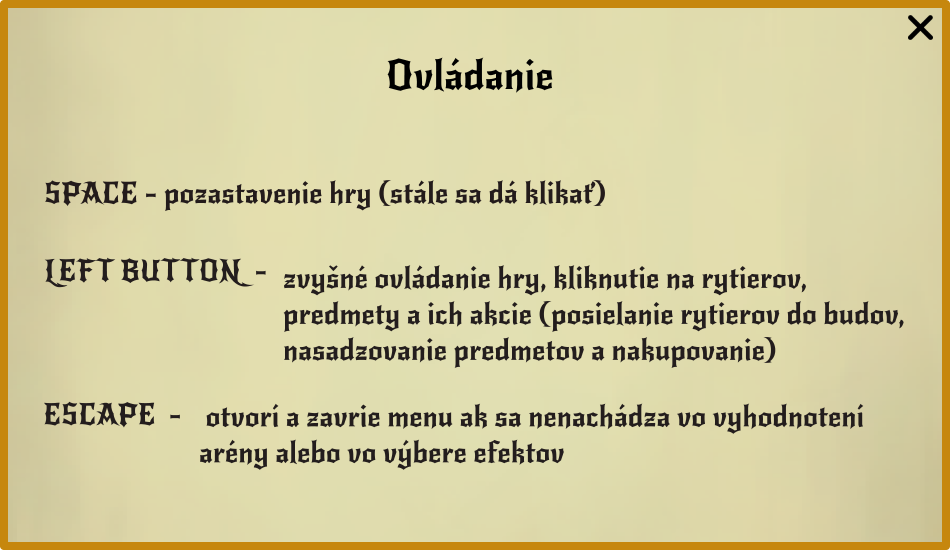 Ovládanie
SPACE - pozastavenie hry (stále sa dá klikať)
LEFT BUTTON - zvyšné ovládanie hry, kliknutie na rytierov,
predmety a ich akcie (posielanie rytierov do budov,
nasadzovanie predmetov a nakupovanie)
ESCAPE - otvorí a zavrie menu ak sa nenachádza vo vyhodnotení
arény alebo vo výbere efektov